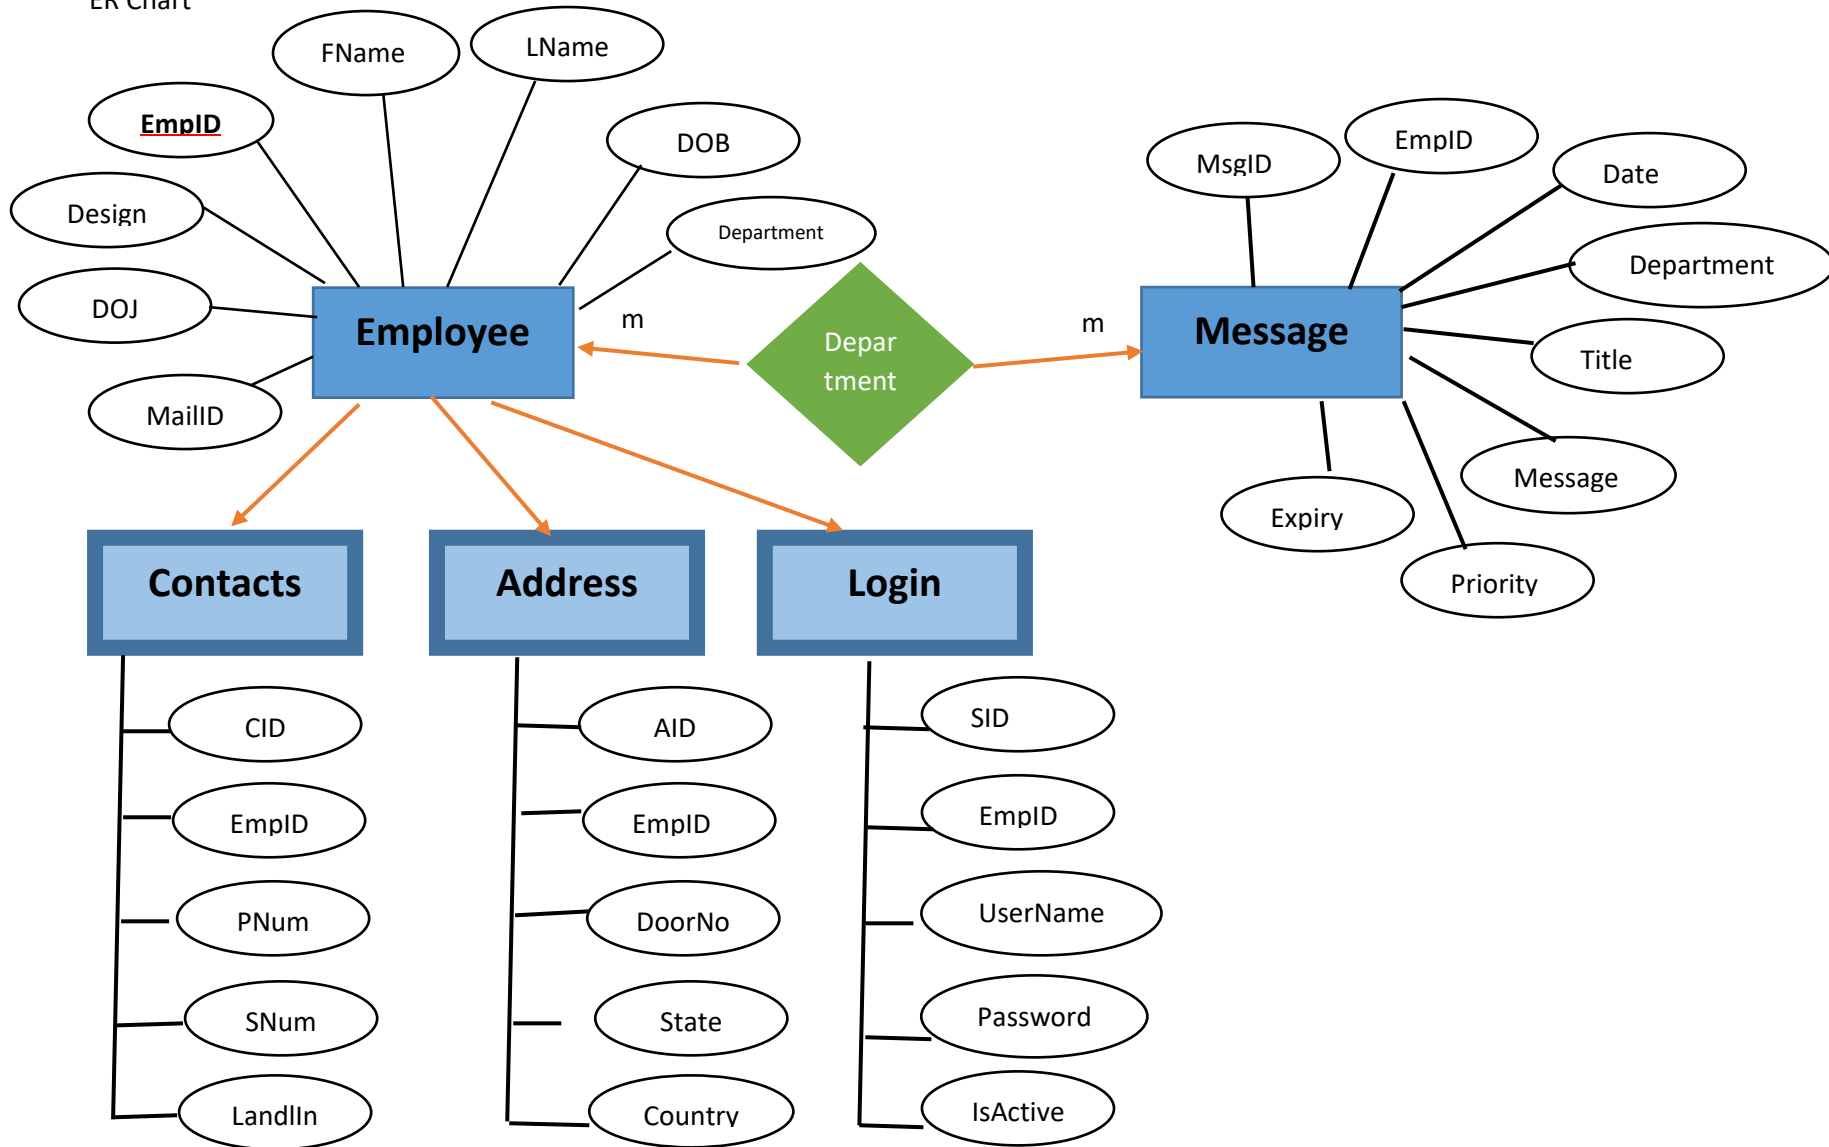 ER Chart
FName
LName
EmpID
DOB
EmpID
MsgID
Date
Design
Department
Department
DOJ
Employee
m
m
Message
Depar
tment
Title
MailID
Message
Expiry
Priority
Contacts
Address
Login
CID
AID
SID
EmpID
EmpID
EmpID
PNum
DoorNo
UserName
SNum
State
Password
LandlIn
Country
IsActive